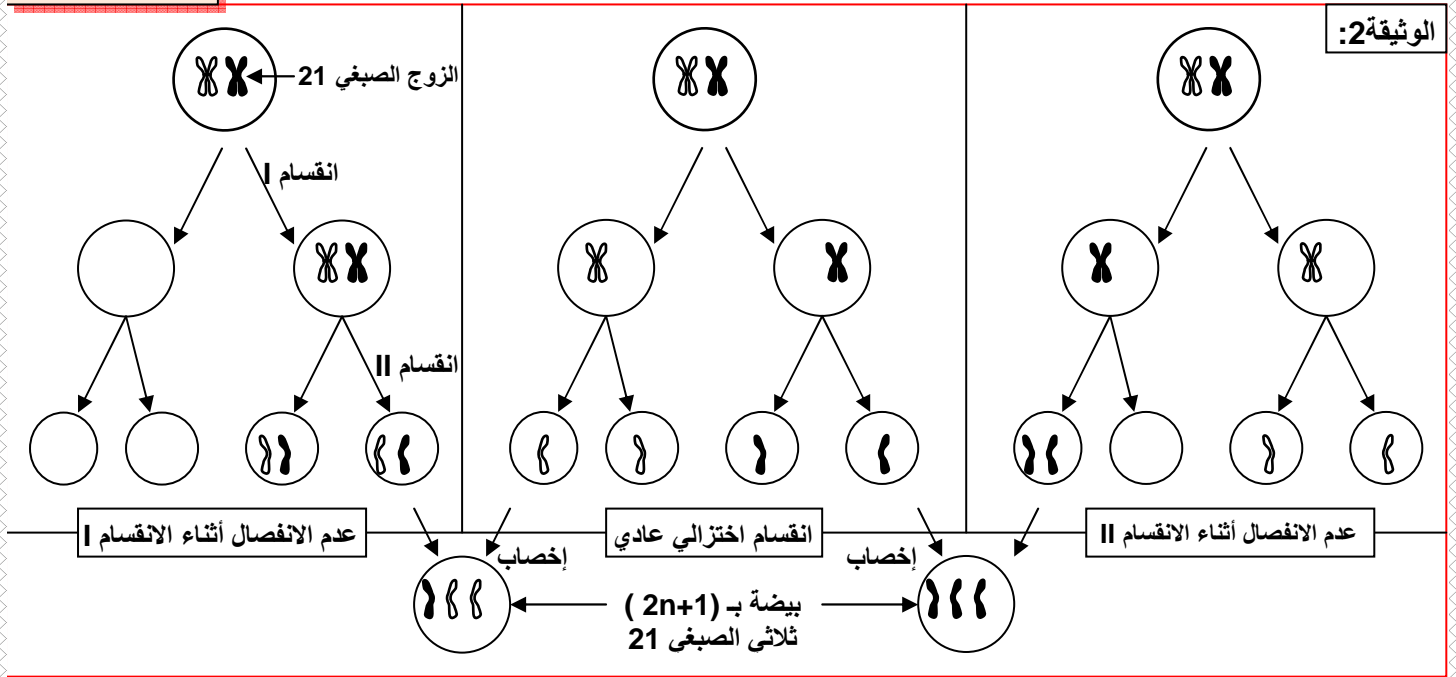 الوثيقة2:
الزوج الصبغي 21
انقسام I
انقسام II
عدم الانفصال أثناء الانقسام II
انقسام اختزالي عادي
عدم الانفصال أثناء الانقسام I
إخصاب
إخصاب
بيضة بـ (2n+1 )
ثلاثي الصبغي 21